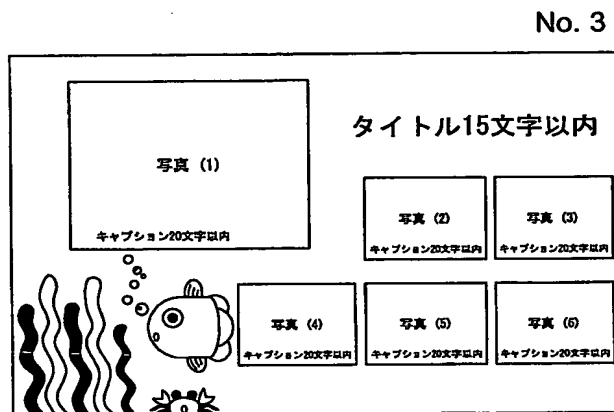 No. 3
写真 (1)
キャプション20文字以内
タイトル15文字以内
写真 (2)
キャプション20文字以内
写真 (3)
キャプション20文字以内
写真 (4)
キャプション20文字以内
写真 (5)
キャプション20文字以内
写真 (6)
キャプション20文字以内